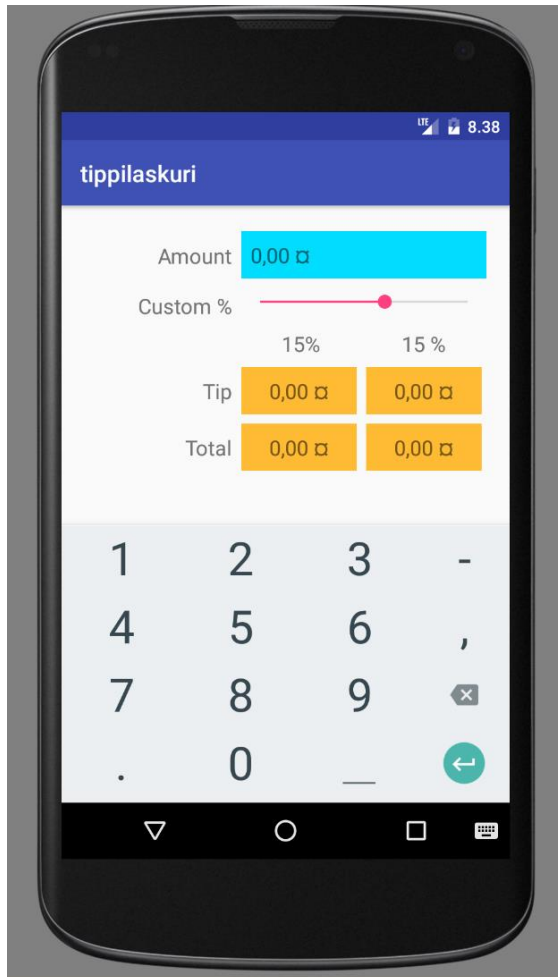 LTE 8.38
tippilaskuri
Amount 0,00 ¤
Custom %
15% 15 %
Tip 0,00 ¤ 0,00 ¤
Total 0,00 ¤ 0,00 ¤
1 2 3 -
4 5 6 ,
7 8 9
. 0 _